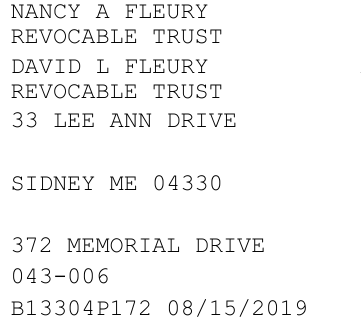 NANCY A FLEURY
REVOCABLE TRUST
DAVID L FLEURY
REVOCABLE TRUST
33 LEE ANN DRIVE
SIDNEY ME 04330
372 MEMORIAL DRIVE
043-006
B13304P172 08/15/2019